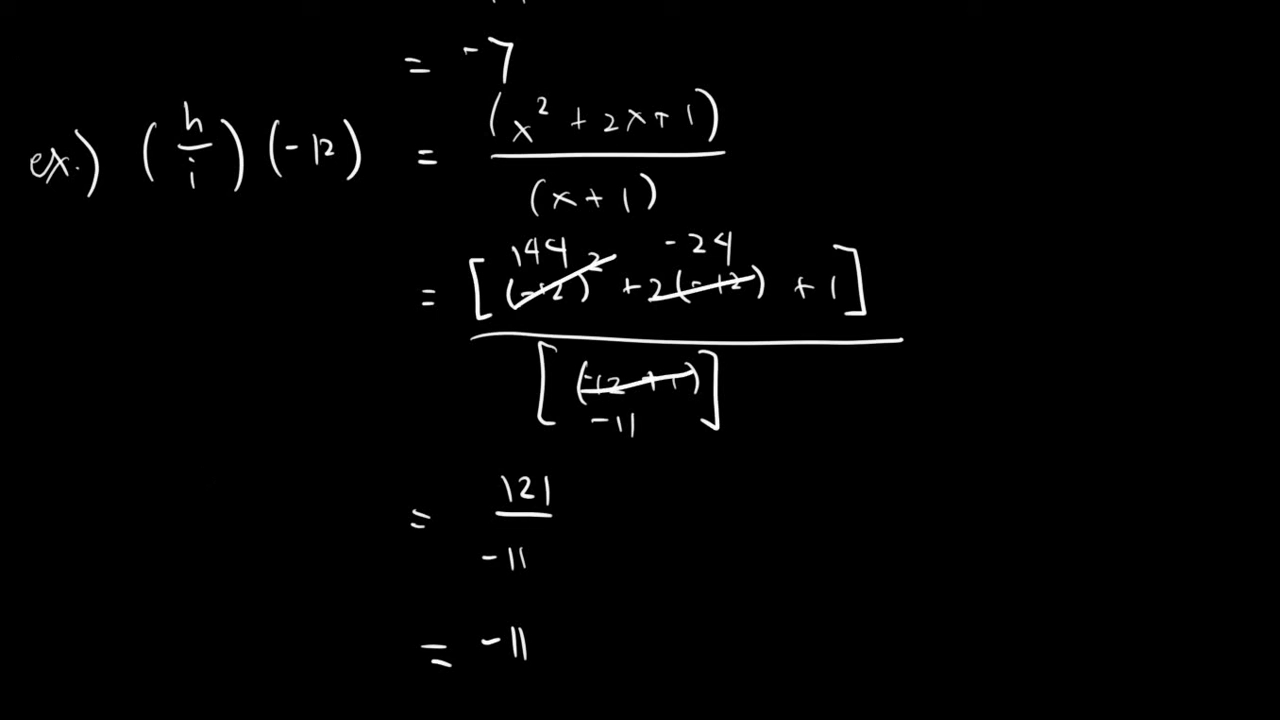 = -7
ex.) (h/i)(-12) = (x² + 2x + 1)
(x + 1)
144 -24
= [(-12)² + 2(-12) + 1]
[(-12 + 1)]
-11
= 121
-11
= -11